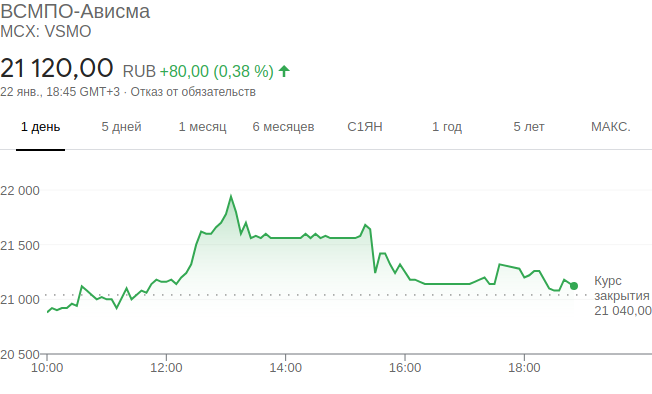 ВСМПО-Ависма
MCX: VSMO
21 120,00 RUB +80,00 (0,38 %)
22 янв., 18:45 GMT+3 · Отказ от обязательств
1 день 5 дней 1 месяц 6 месяцев С1ЯН 1 год 5 лет МАКС.
22 000
21 500
21 000
20 500
Курс
закрытия
21 040,00
10:00 12:00 14:00 16:00 18:00